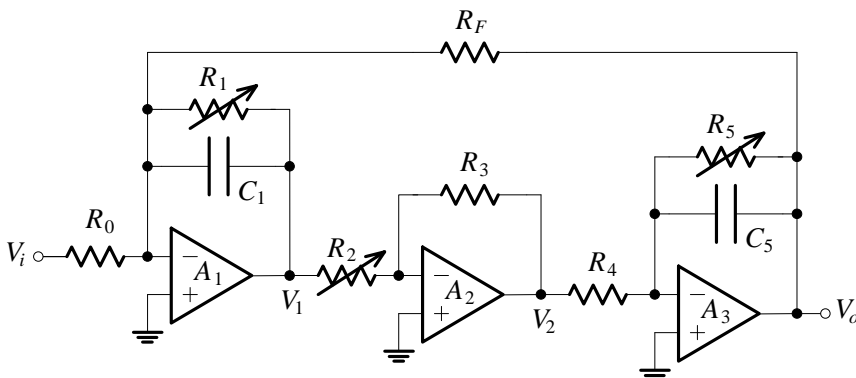 R_F
R_1
R_5
C_1
R_3
C_5
R_0
V_i
−
A_1
+
R_2
−
A_2
+
R_4
−
A_3
+
V_1
V_2
V_o